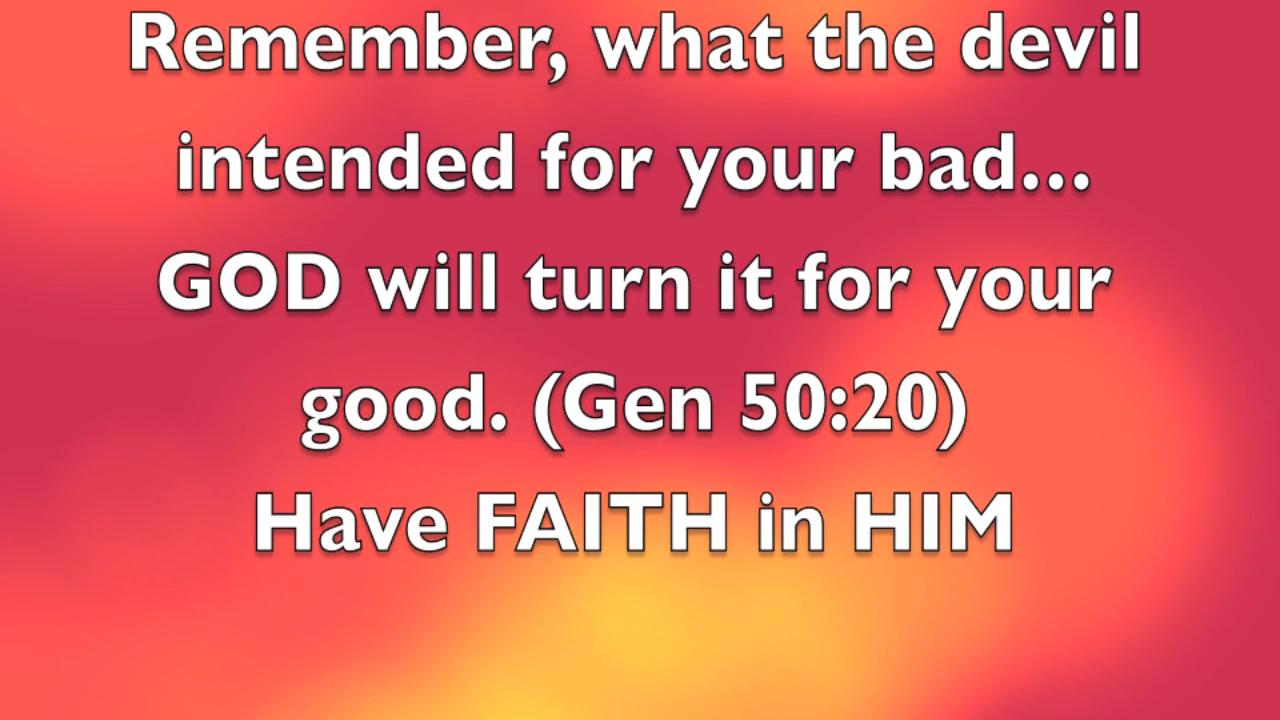 Remember, what the devil
intended for your bad...
GOD will turn it for your
good. (Gen 50:20)
Have FAITH in HIM